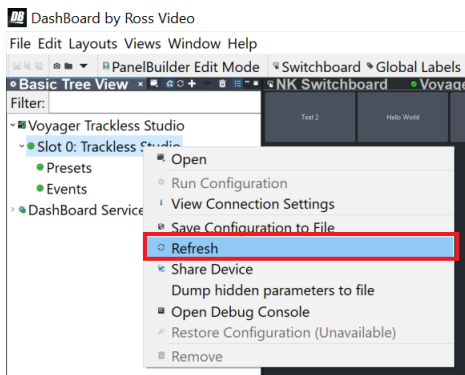 DB DashBoard by Ross Video
File Edit Layouts Views Window Help
PanelBuilder Edit Mode Switchboard Global Labels
Basic Tree View NK Switchboard Voyage
Filter:
Test 2 Hello World
Voyager Trackless Studio
Slot 0: Trackless Studio
Presets
Events
DashBoard Service
Open
Run Configuration
View Connection Settings
Save Configuration to File
Refresh
Share Device
Dump hidden parameters to file
Open Debug Console
Restore Configuration (Unavailable)
Remove